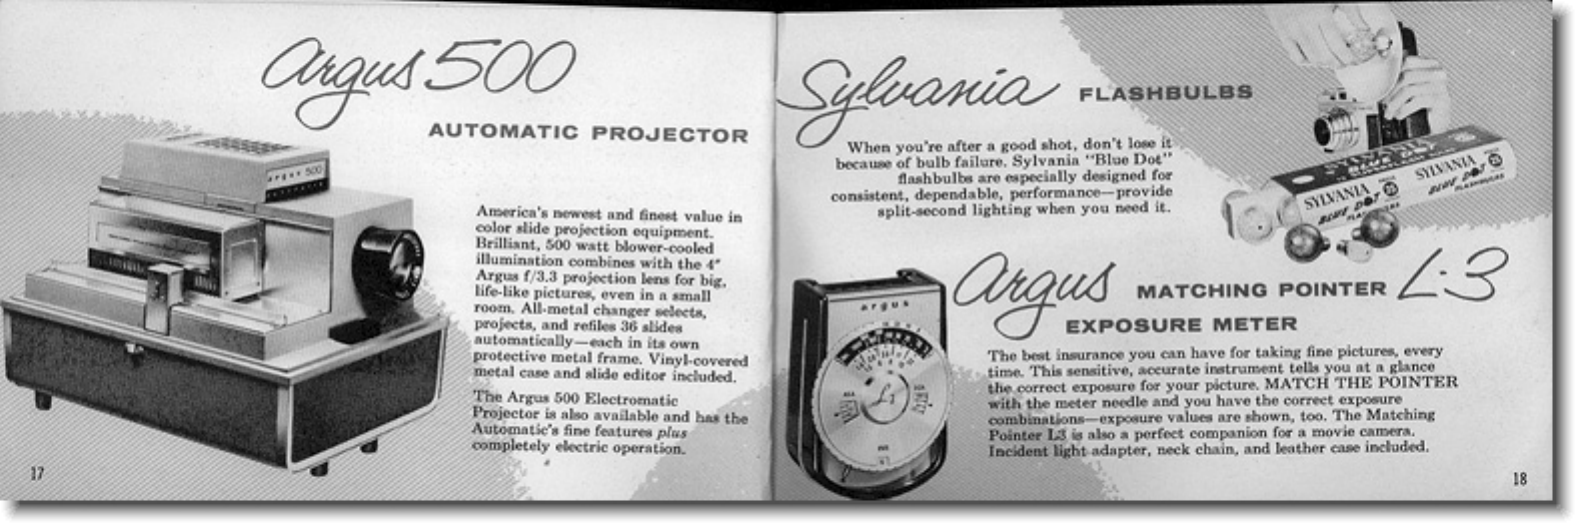 argus 500
AUTOMATIC PROJECTOR
argus 500
America's newest and finest value in
color slide projection equipment.
Brilliant, 500 watt blower-cooled
illumination combines with the 4"
Argus f/3.3 projection lens for big,
life-like pictures, even in a small
room. All-metal changer selects,
projects, and refiles 36 slides
automatically—each in its own
protective metal frame. Vinyl-covered
metal case and slide editor included.
The Argus 500 Electromatic
Projector is also available and has the
Automatic's fine features plus
completely electric operation.
17
Sylvania FLASHBULBS
When you're after a good shot, don't lose it
because of bulb failure. Sylvania "Blue Dot"
flashbulbs are especially designed for
consistent, dependable, performance—provide
split-second lighting when you need it.
SYLVANIA
BLUE DOT
SYLVANIA 25
BLUE DOT
FLASHBULBS
SYLVANIA 25
BLUE DOT
FLASHBULBS
argus MATCHING POINTER L-3
EXPOSURE METER
argus
L3
The best insurance you can have for taking fine pictures, every
time. This sensitive, accurate instrument tells you at a glance
the correct exposure for your picture. MATCH THE POINTER
with the meter needle and you have the correct exposure
combinations—exposure values are shown, too. The Matching
Pointer L3 is also a perfect companion for a movie camera.
Incident light adapter, neck chain, and leather case included.
18